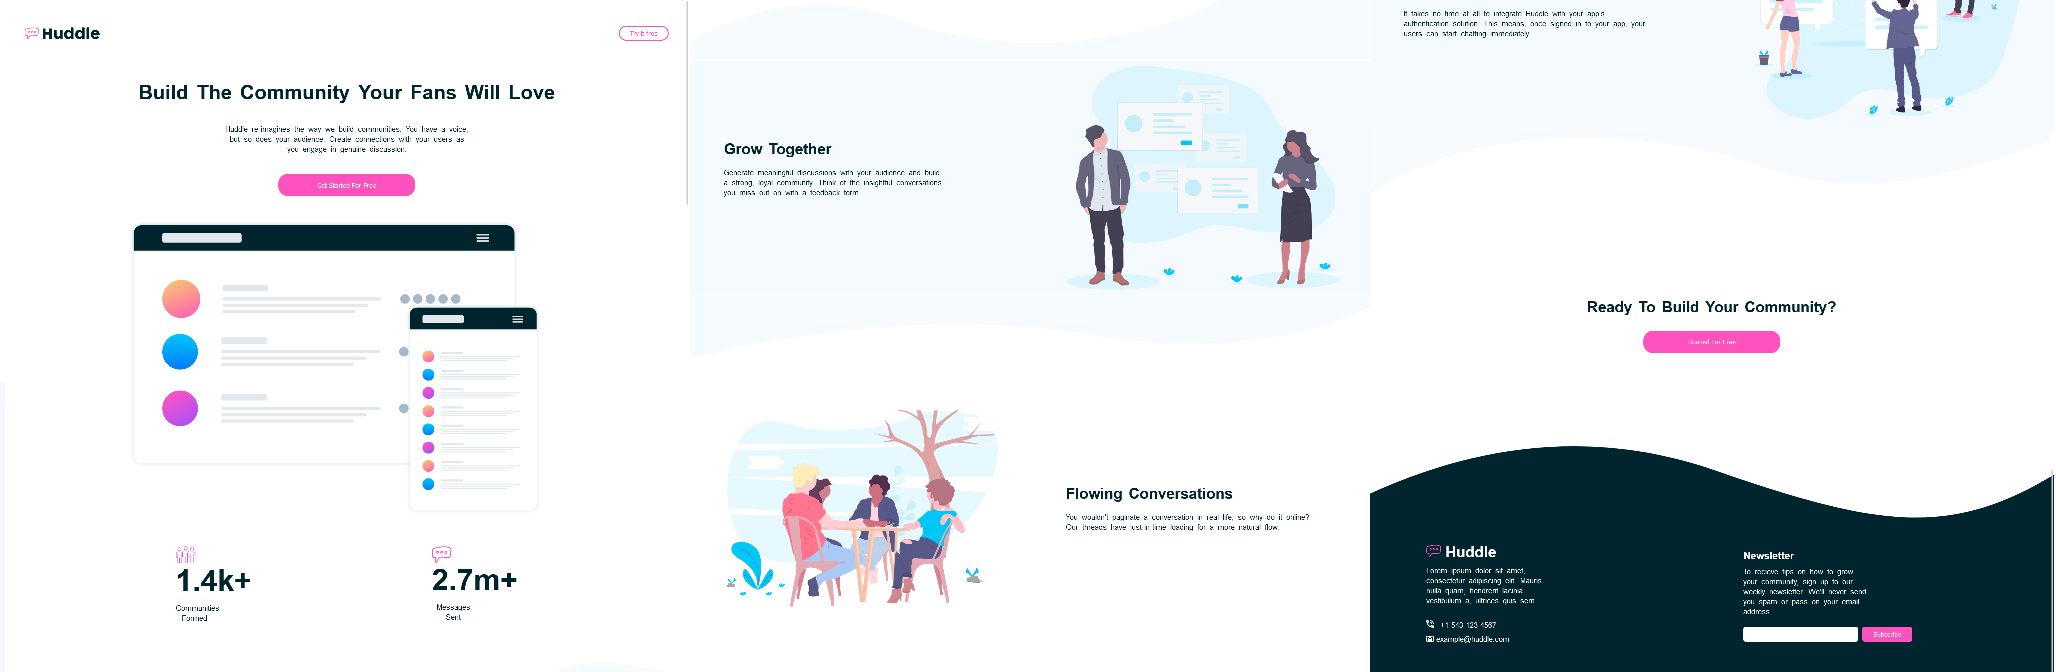 Huddle
Try it free
Build The Community Your Fans Will Love
Huddle re-imagines the way we build communities. You have a voice,
but so does your audience. Create connections with your users as
you engage in genuine discussion.
Get Started For Free
1.4k+
Communities
Formed
2.7m+
Messages
Sent
Grow Together
Generate meaningful discussions with your audience and build
a strong, loyal community. Think of the insightful conversations
you miss out on with a feedback form.
Flowing Conversations
You wouldn't paginate a conversation in real life, so why do it online?
Our threads have just-in-time loading for a more natural flow.
It takes no time at all to integrate Huddle with your app's
authentication solution. This means, once signed in to your app, your
users can start chatting immediately.
Ready To Build Your Community?
Started For Free
Huddle
Lorem ipsum dolor sit amet,
consectetur adipiscing elit. Mauris
nulla quam, hendrerit lacinia
vestibulum a, ultrices quis sem.
+1-543-123-4567
example@huddle.com
Newsletter
To recieve tips on how to grow
your community, sign up to our
weekly newsletter. We'll never send
you spam or pass on your email
address
Subscribe